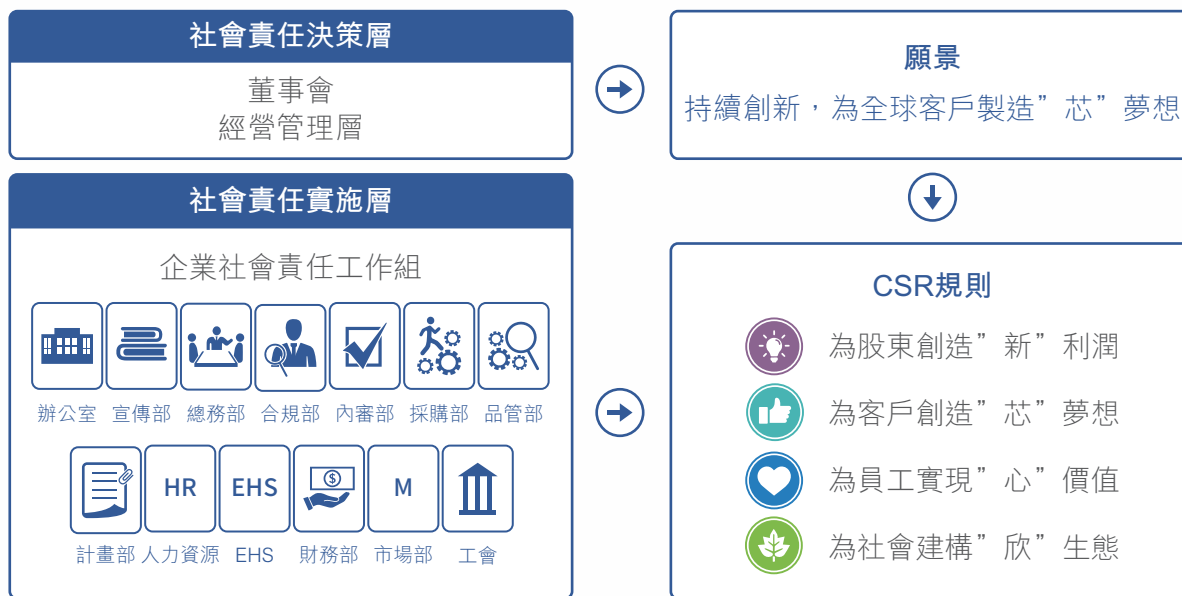 社會責任決策層
董事會
經營管理層
願景
持續創新，為全球客戶製造”芯”夢想
社會責任實施層
企業社會責任工作組
辦公室 宣傳部 總務部 合規部 內審部 採購部 品管部
HR EHS M
計畫部 人力資源 EHS 財務部 市場部 工會
CSR規則
為股東創造”新”利潤
為客戶創造”芯”夢想
為員工實現”心”價值
為社會建構”欣”生態